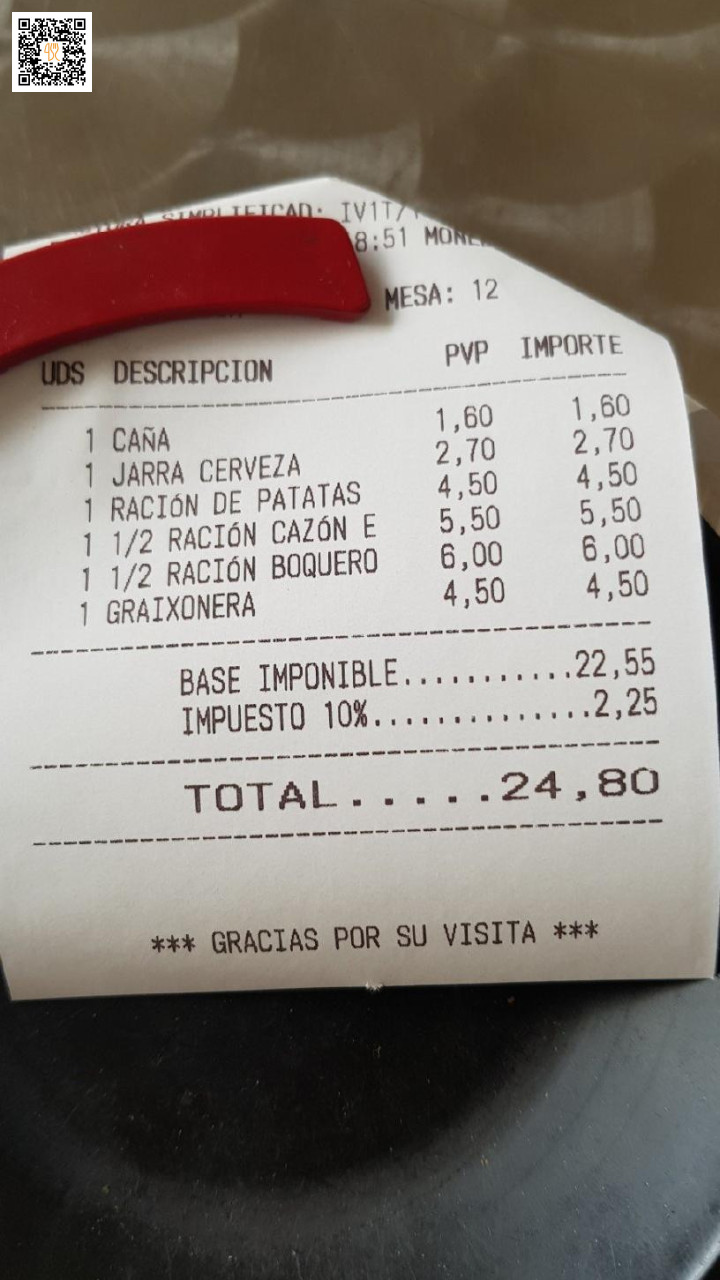 SIMPLIFICAD: IV1T/
8:51
MESA: 12
UDS DESCRIPCION PVP IMPORTE
1 CAÑA 1,60 1,60
1 JARRA CERVEZA 2,70 2,70
1 RACIÓN DE PATATAS 4,50 4,50
1 1/2 RACIÓN CAZÓN E 5,50 5,50
1 1/2 RACIÓN BOQUERO 6,00 6,00
1 GRAIXONERA 4,50 4,50
BASE IMPONIBLE...........22,55
IMPUESTO 10%..............2,25
TOTAL.....24,80
*** GRACIAS POR SU VISITA ***